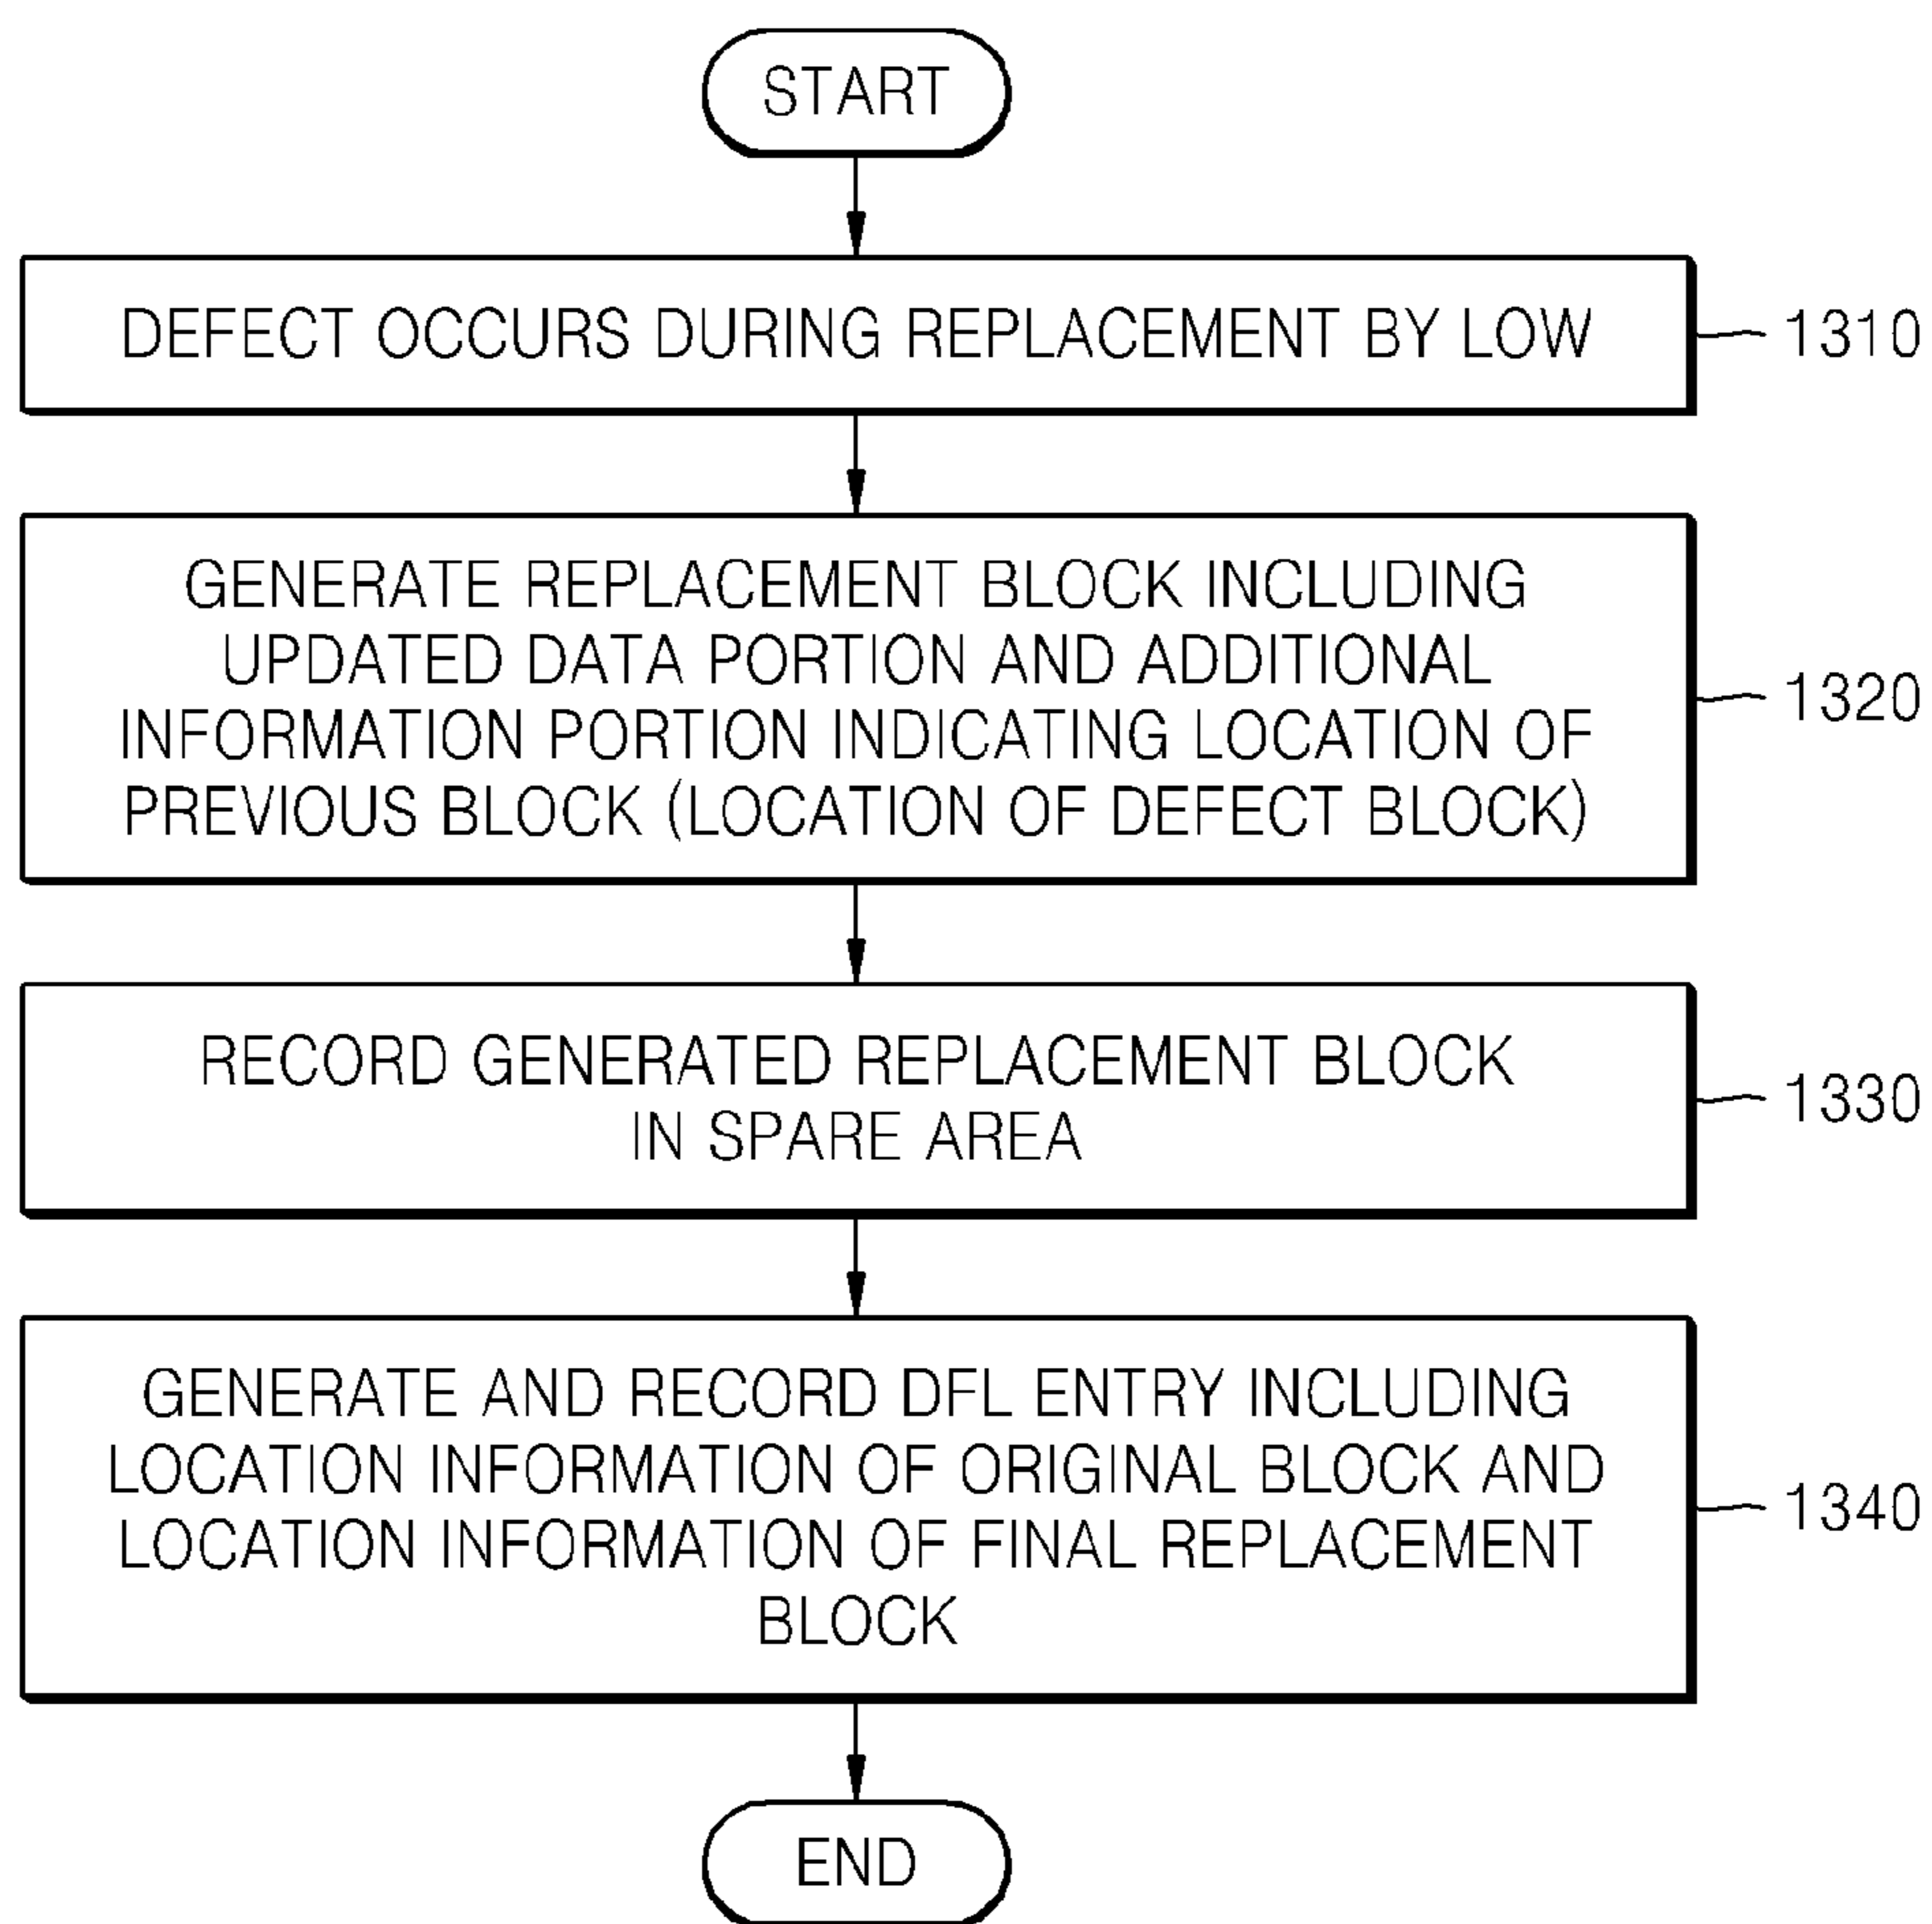 START
DEFECT OCCURS DURING REPLACEMENT BY LOW
1310
GENERATE REPLACEMENT BLOCK INCLUDING
UPDATED DATA PORTION AND ADDITIONAL
INFORMATION PORTION INDICATING LOCATION OF
PREVIOUS BLOCK (LOCATION OF DEFECT BLOCK)
1320
RECORD GENERATED REPLACEMENT BLOCK
IN SPARE AREA
1330
GENERATE AND RECORD DFL ENTRY INCLUDING
LOCATION INFORMATION OF ORIGINAL BLOCK AND
LOCATION INFORMATION OF FINAL REPLACEMENT
BLOCK
1340
END